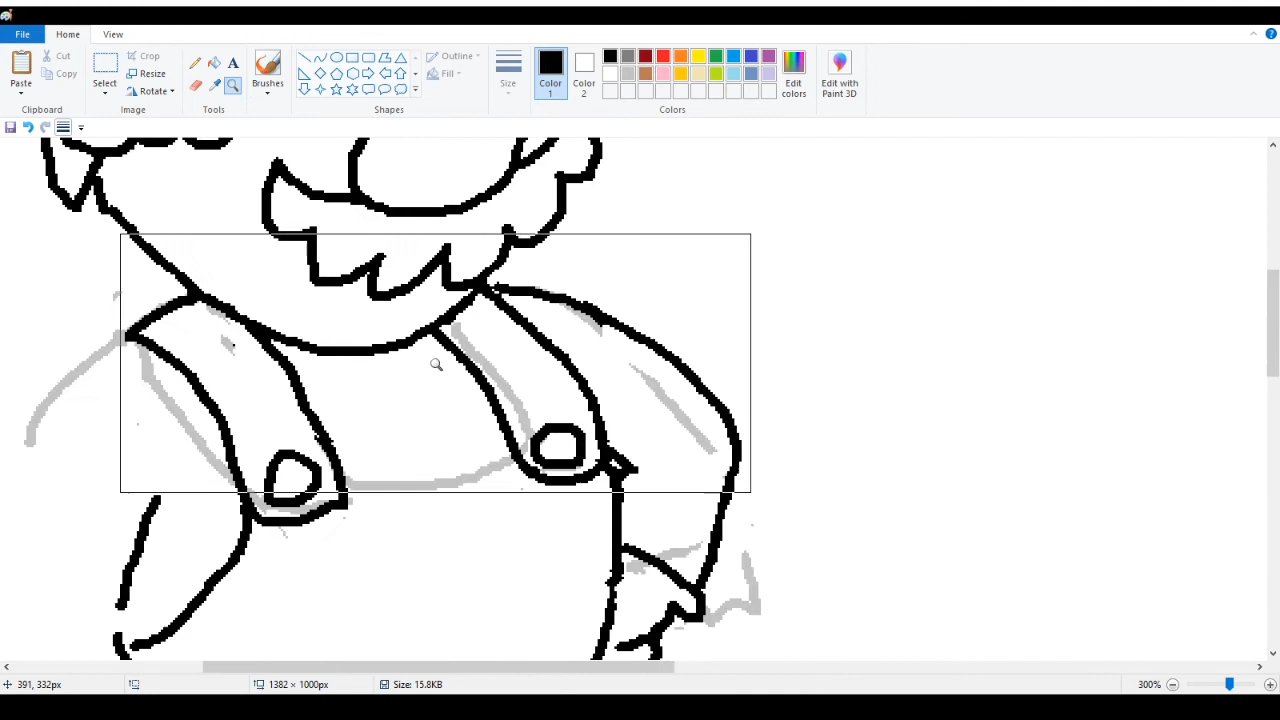 File Home View
Paste Cut Copy Clipboard
Select Crop Resize Rotate Image
A Tools
Brushes
Outline Fill Shapes
Size
Color 1 Color 2 Edit colors Colors
Edit with Paint 3D
391, 332px 1382 × 1000px Size: 15.8KB 300%